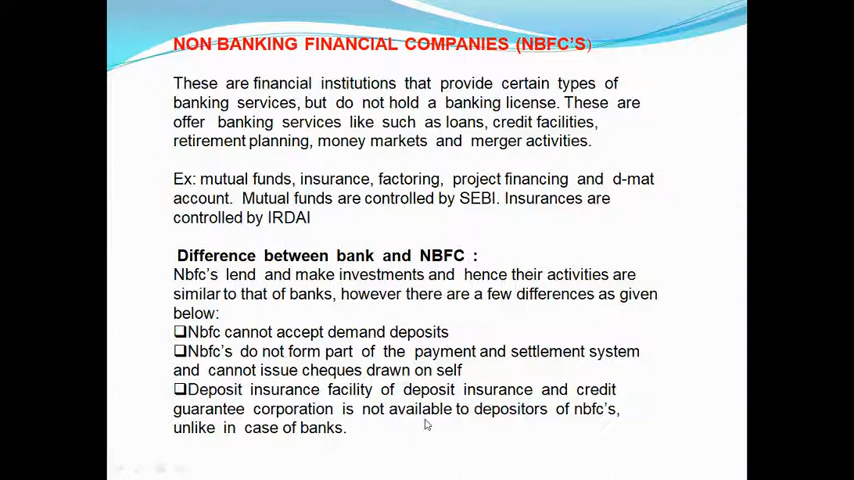 NON BANKING FINANCIAL COMPANIES (NBFC'S)
These are financial institutions that provide certain types of
banking services, but do not hold a banking license. These are
offer banking services like such as loans, credit facilities,
retirement planning, money markets and merger activities.
Ex: mutual funds, insurance, factoring, project financing and d-mat
account. Mutual funds are controlled by SEBI. Insurances are
controlled by IRDAI
Difference between bank and NBFC :
Nbfc's lend and make investments and hence their activities are
similar to that of banks, however there are a few differences as given
below:
❑Nbfc cannot accept demand deposits
❑Nbfc's do not form part of the payment and settlement system
and cannot issue cheques drawn on self
❑Deposit insurance facility of deposit insurance and credit
guarantee corporation is not available to depositors of nbfc's,
unlike in case of banks.